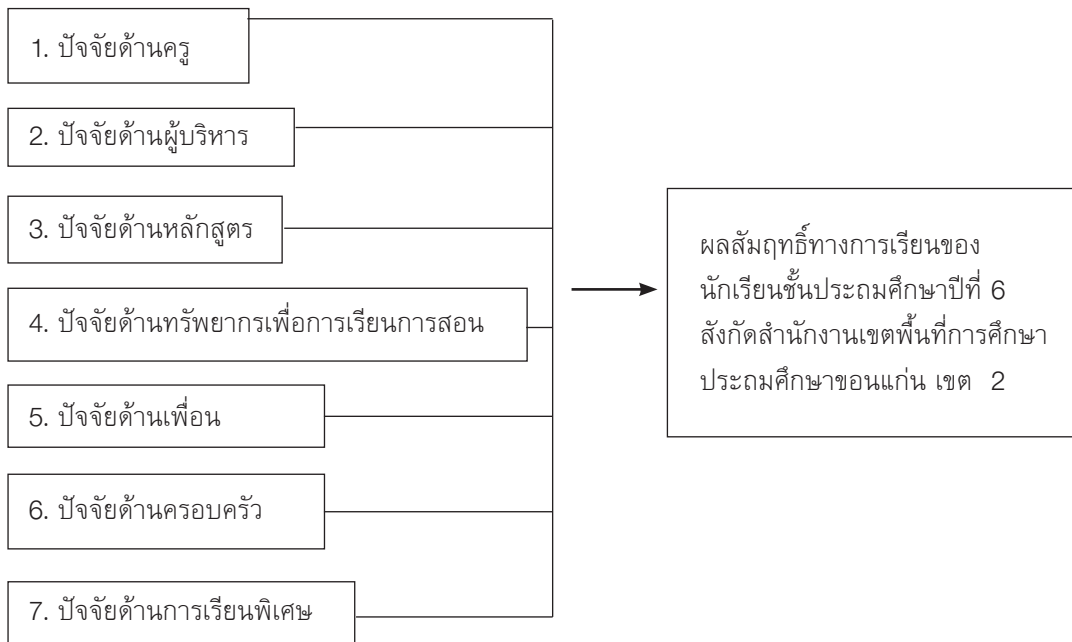 1. ปัจจัยด้านครู
2. ปัจจัยด้านผู้บริหาร
3. ปัจจัยด้านหลักสูตร
4. ปัจจัยด้านทรัพยากรเพื่อการเรียนการสอน
5. ปัจจัยด้านเพื่อน
6. ปัจจัยด้านครอบครัว
7. ปัจจัยด้านการเรียนพิเศษ
ผลสัมฤทธิ์ทางการเรียนของ
นักเรียนชั้นประถมศึกษาปีที่ 6
สังกัดสำนักงานเขตพื้นที่การศึกษา
ประถมศึกษาขอนแก่น เขต 2